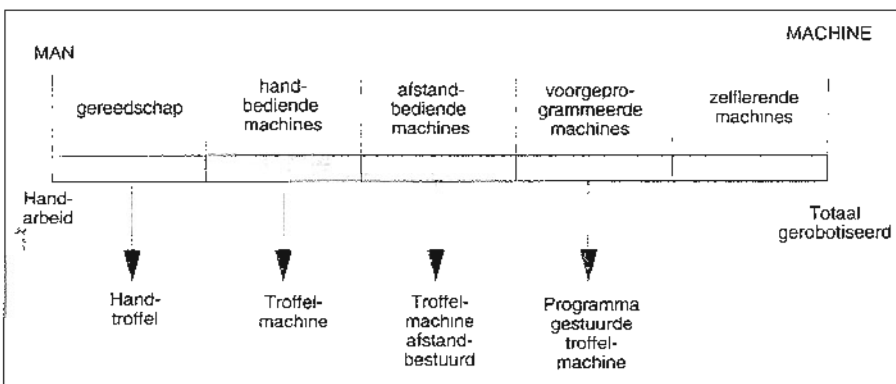 MACHINE
MAN
gereedschap
hand-
bediende
machines
afstand-
bediende
machines
voorgepro-
grammeerde
machines
zelflerende
machines
Hand-
arbeid
Totaal
gerobotiseerd
Hand-
troffel
Troffel-
machine
Troffel-
machine
afstand-
bestuurd
Programma
gestuurde
troffel-
machine